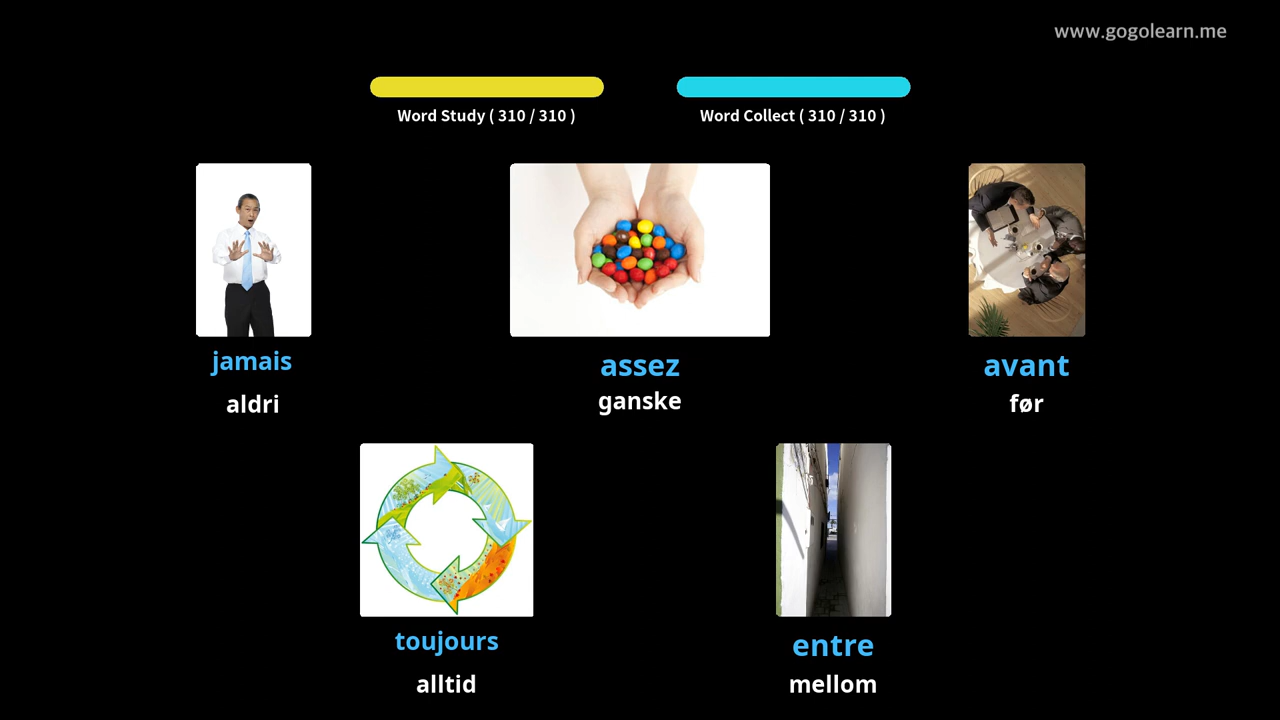 www.gogolearn.me
Word Study ( 310 / 310 )
Word Collect ( 310 / 310 )
jamais
aldri
assez
ganske
avant
før
toujours
alltid
entre
mellom